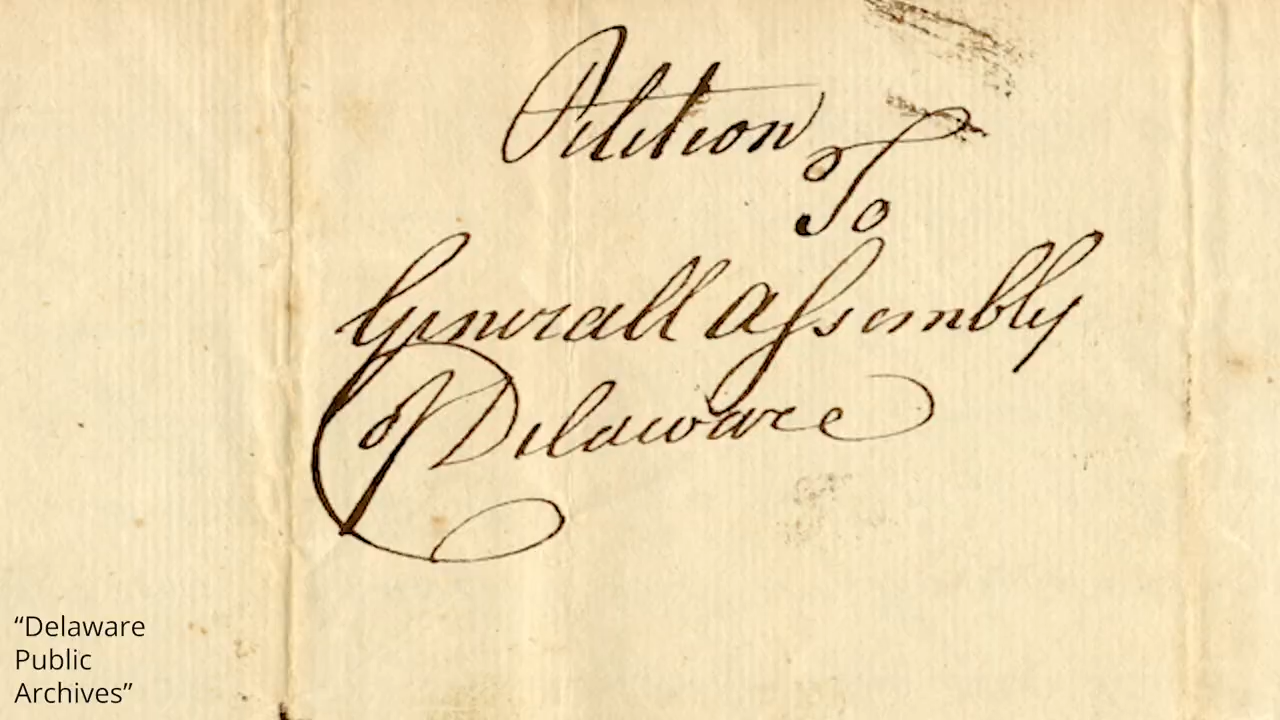 Petition
To
Generall Assembly
of Delaware
“Delaware
Public
Archives”